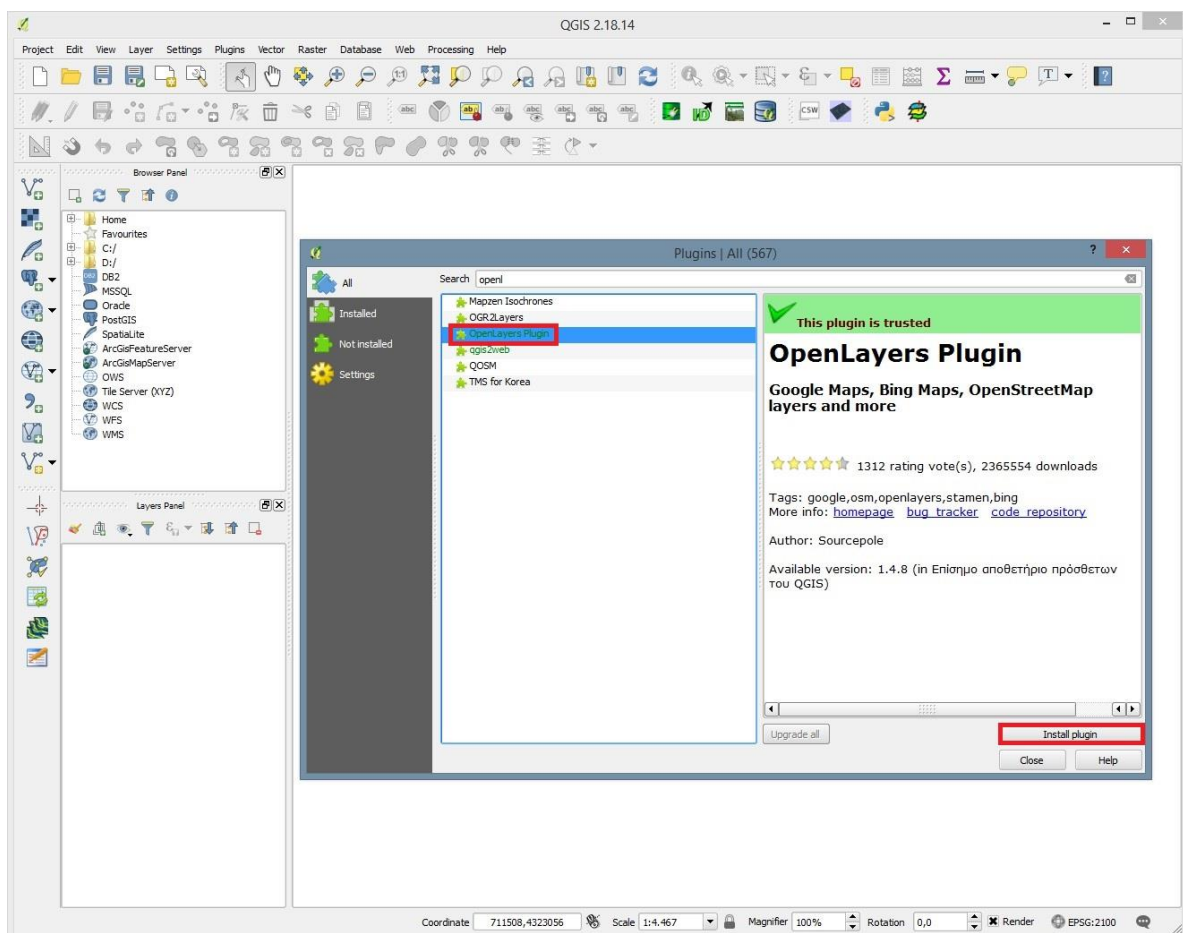 QGIS 2.18.14
Project Edit View Layer Settings Plugins Vector Raster Database Web Processing Help
Browser Panel
Home
Favourites
C:/
D:/
DB2
MSSQL
Oracle
PostGIS
SpatiaLite
ArcGisFeatureServer
ArcGisMapServer
OWS
Tile Server (XYZ)
WCS
WFS
WMS
Layers Panel
Plugins | All (567)
All
Installed
Not installed
Settings
Search openl
Mapzen Isochrones
OGR2Layers
OpenLayers Plugin
qgis2web
QOSM
TMS for Korea
This plugin is trusted
OpenLayers Plugin
Google Maps, Bing Maps, OpenStreetMap
layers and more
1312 rating vote(s), 2365554 downloads
Tags: google,osm,openlayers,stamen,bing
More info: homepage bug tracker code repository
Author: Sourcepole
Available version: 1.4.8 (in Επίσημο αποθετήριο πρόσθετων
του QGIS)
Upgrade all
Install plugin
Close Help
Coordinate 711508,4323056 Scale 1:4.467 Magnifier 100% Rotation 0,0 Render EPSG:2100